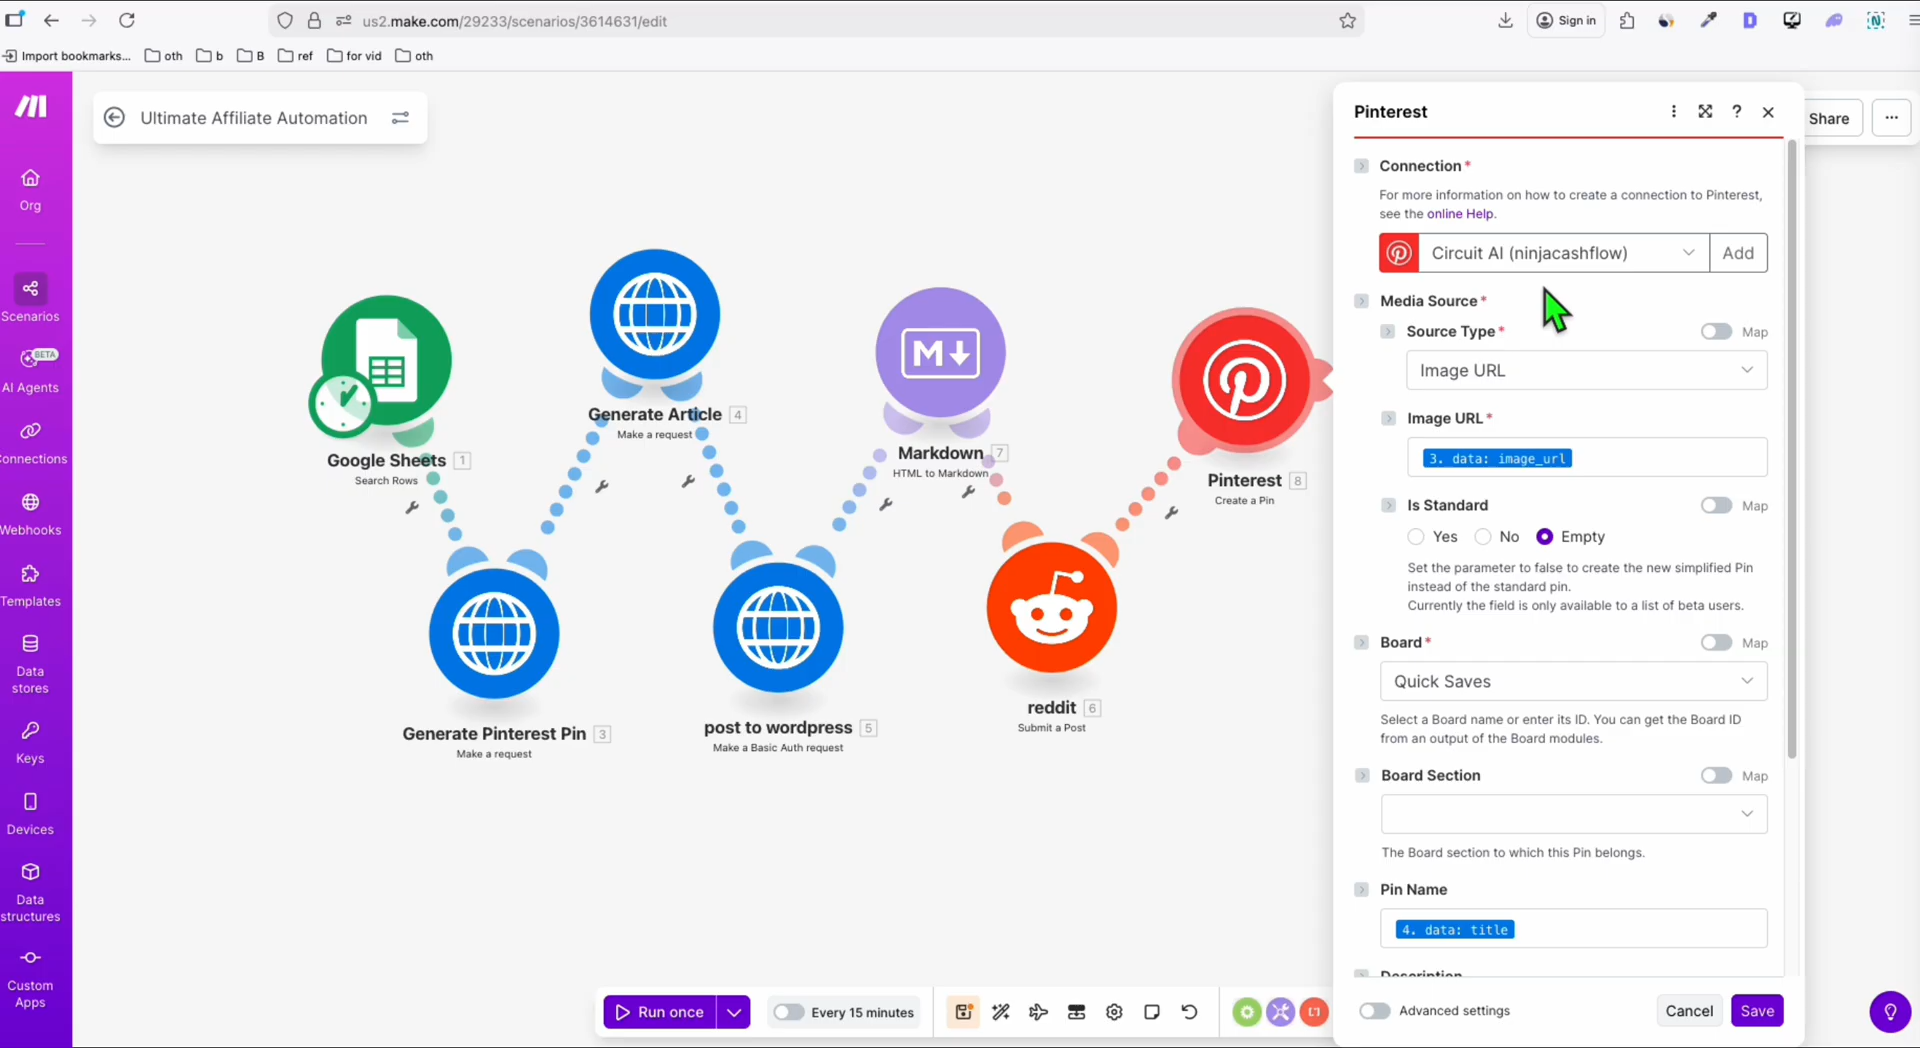 us2.make.com/29233/scenarios/3614631/edit
Sign in
Import bookmarks...
oth
b
B
ref
for vid
oth
Ultimate Affiliate Automation
Share
Org
Scenarios
BETA
AI Agents
Connections
Webhooks
Templates
Data
stores
Keys
Devices
Data
structures
Custom
Apps
Google Sheets 1
Search Rows
Generate Article 4
Make a request
Markdown 7
HTML to Markdown
Pinterest 8
Create a Pin
Generate Pinterest Pin 3
Make a request
post to wordpress 5
Make a Basic Auth request
reddit 6
Submit a Post
Run once
Every 15 minutes
Pinterest
Connection*
For more information on how to create a connection to Pinterest,
see the online Help.
Circuit AI (ninjacashflow)
Add
Media Source*
Source Type*
Map
Image URL
Image URL*
3. data: image_url
Is Standard
Map
Yes
No
Empty
Set the parameter to false to create the new simplified Pin
instead of the standard pin.
Currently the field is only available to a list of beta users.
Board*
Map
Quick Saves
Select a Board name or enter its ID. You can get the Board ID
from an output of the Board modules.
Board Section
Map
The Board section to which this Pin belongs.
Pin Name
4. data: title
Description
Advanced settings
Cancel
Save